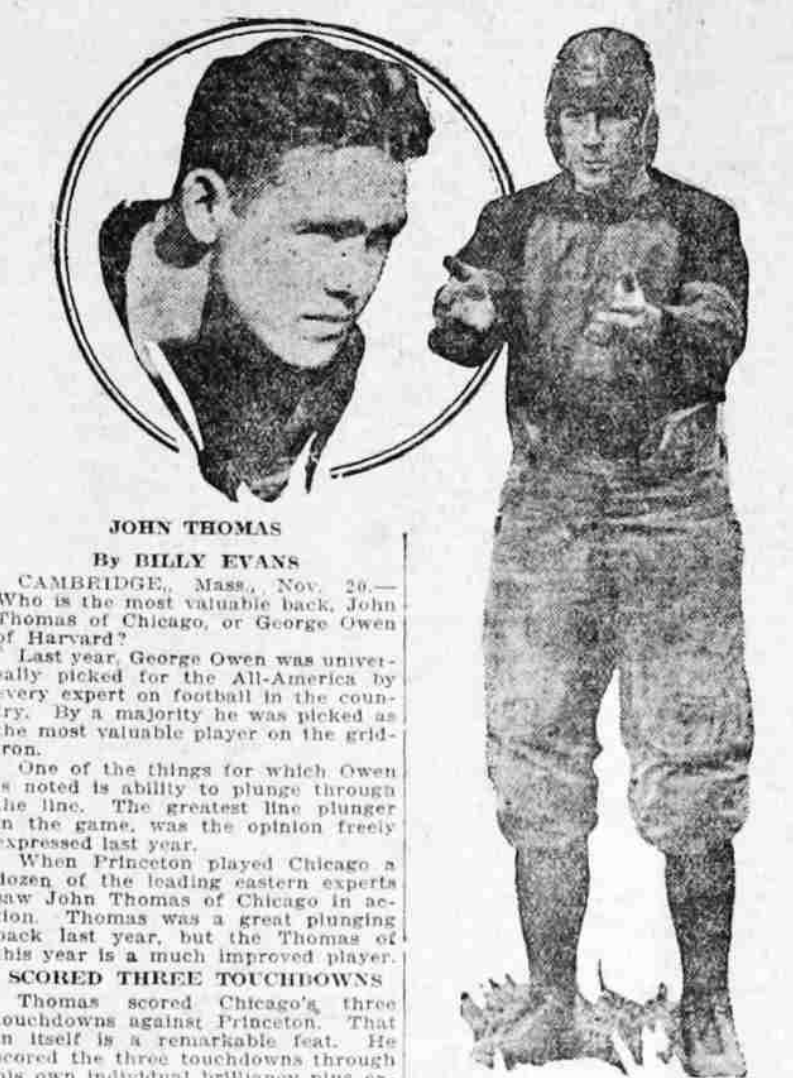 JOHN THOMAS
By BILLY EVANS
CAMBRIDGE,, Mass., Nov. 20.—
Who is the most valuable back, John
Thomas of Chicago, or George Owen
of Harvard?
Last year, George Owen was univer-
sally picked for the All-America by
every expert on football in the coun-
try. By a majority he was picked as
the most valuable player on the grid-
iron.
One of the things for which Owen
is noted is ability to plunge through
the line. The greatest line plunger
in the game, was the opinion freely
expressed last year.
When Princeton played Chicago a
dozen of the leading eastern experts
saw John Thomas of Chicago in ac-
tion. Thomas was a great plunging
back last year, but the Thomas of
this year is a much improved player.
SCORED THREE TOUCHDOWNS
Thomas scored Chicago's three
touchdowns against Princeton. That
in itself is a remarkable feat. He
scored the three touchdowns through
his own individual brilliancy plus